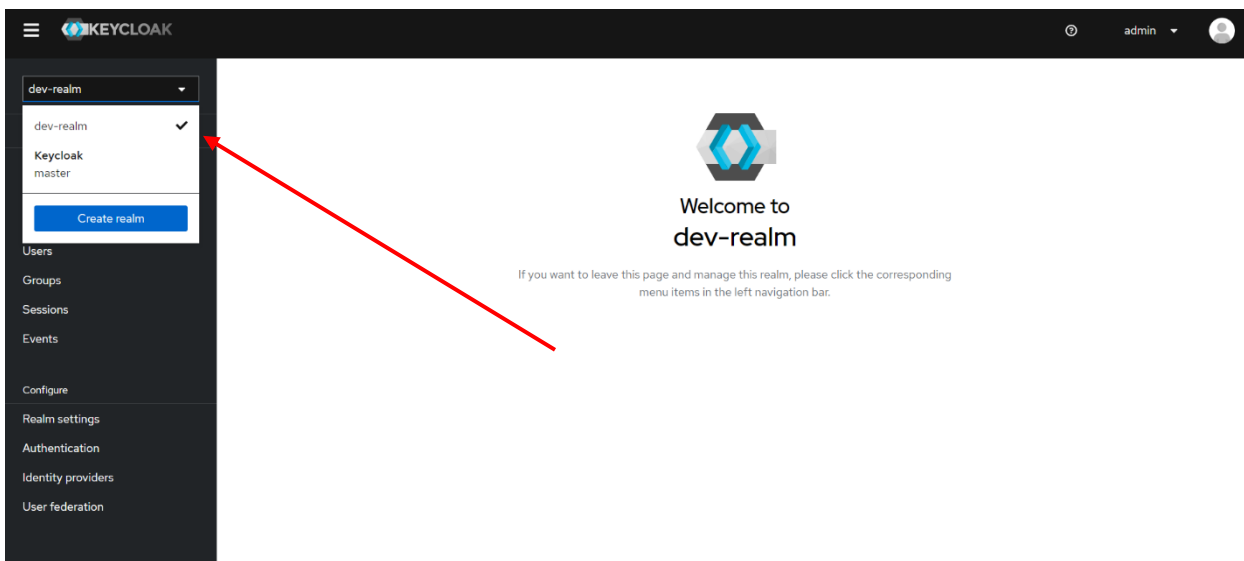 KEYCLOAK
admin
dev-realm
dev-realm
Keycloak
master
Create realm
Users
Groups
Sessions
Events
Configure
Realm settings
Authentication
Identity providers
User federation
Welcome to
dev-realm
If you want to leave this page and manage this realm, please click the corresponding
menu items in the left navigation bar.